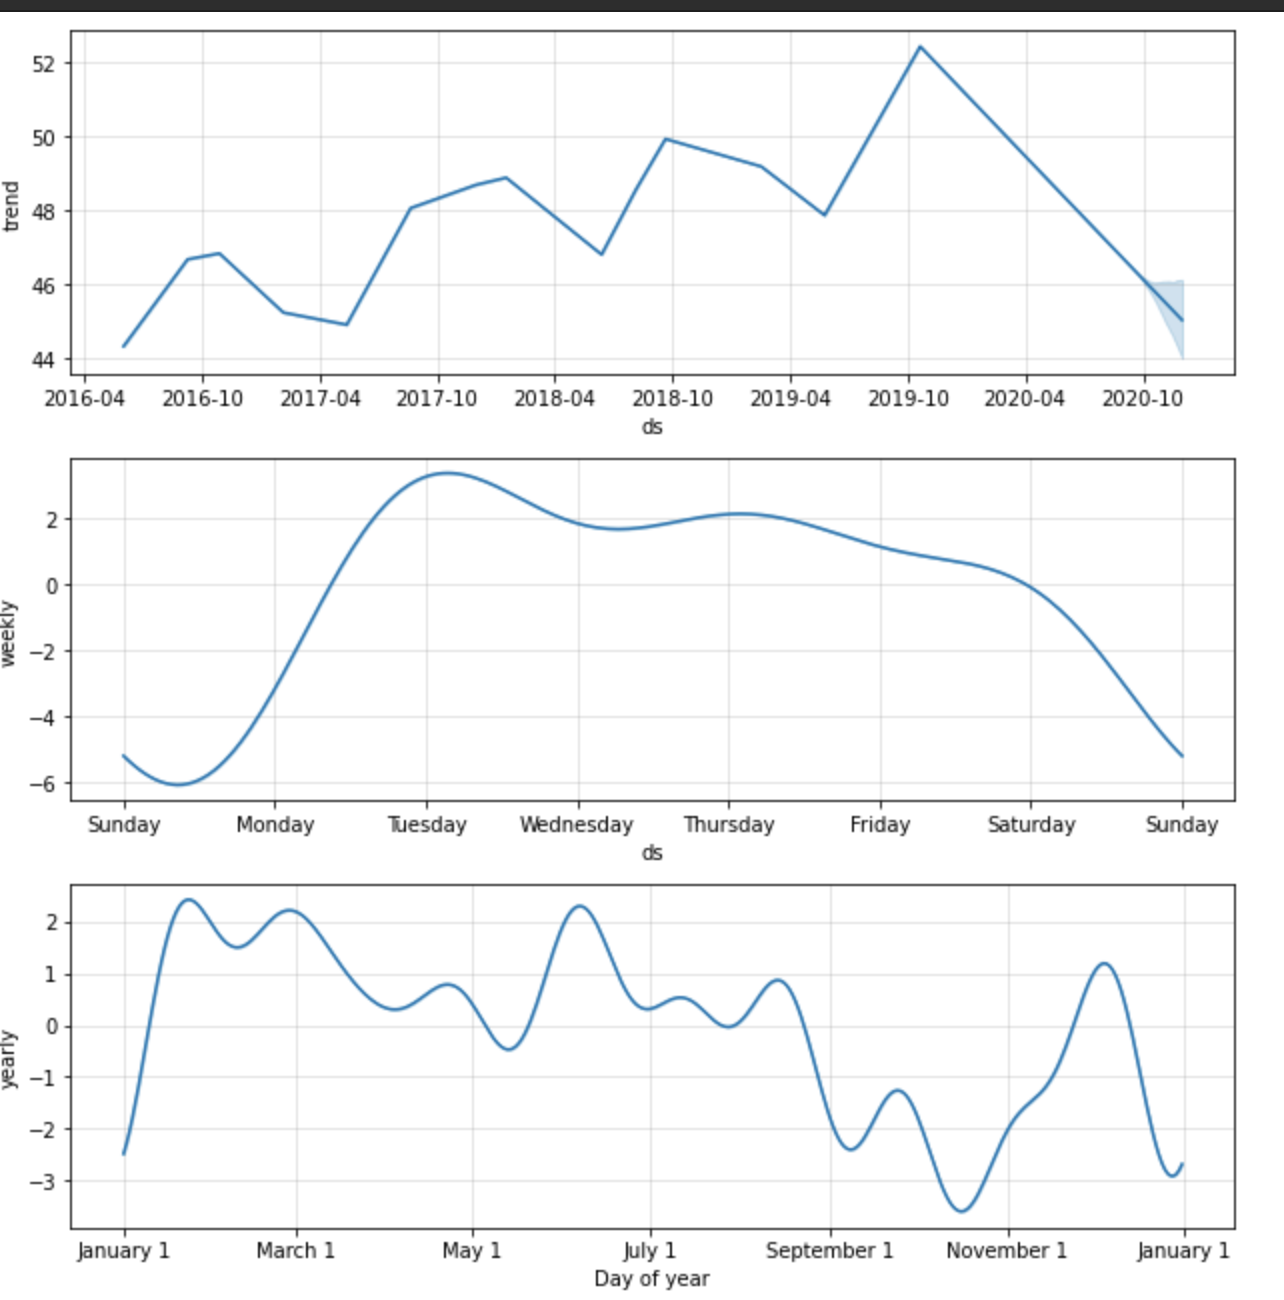 52
50
48
46
44
trend
2016-04 2016-10 2017-04 2017-10 2018-04 2018-10 2019-04 2019-10 2020-04 2020-10
ds
2
0
−2
−4
−6
weekly
Sunday Monday Tuesday Wednesday Thursday Friday Saturday Sunday
ds
2
1
0
−1
−2
−3
yearly
January 1 March 1 May 1 July 1 September 1 November 1 January 1
Day of year